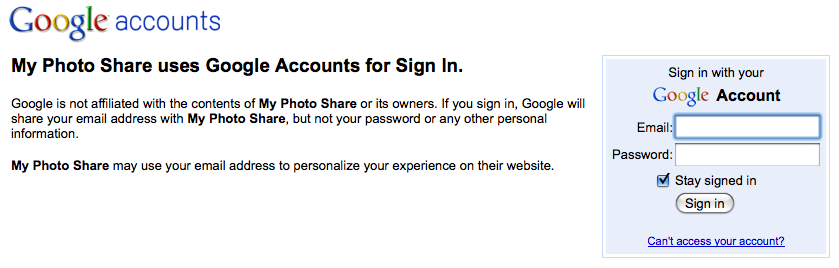 Google accounts
My Photo Share uses Google Accounts for Sign In.
Google is not affiliated with the contents of My Photo Share or its owners. If you sign in, Google will
share your email address with My Photo Share, but not your password or any other personal
information.
My Photo Share may use your email address to personalize your experience on their website.
Sign in with your
Google Account
Email:
Password:
Stay signed in
Sign in
Can't access your account?